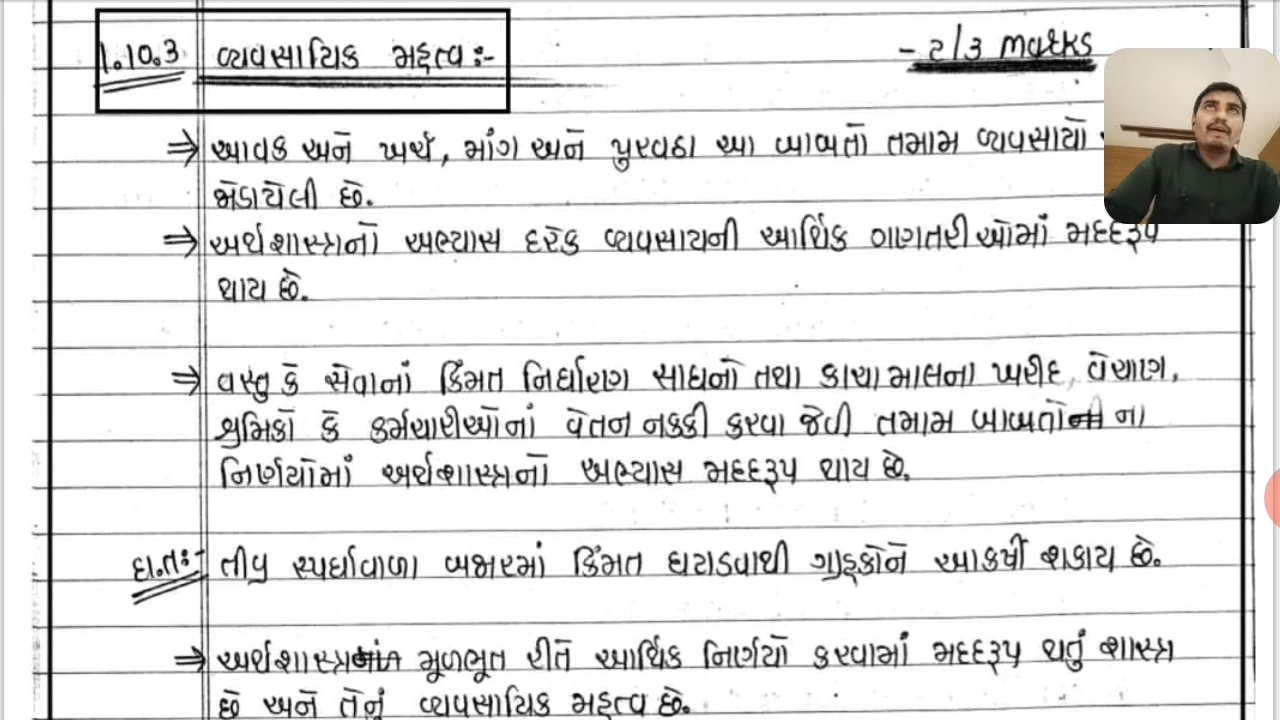 1.10.3 વ્યવસાયિક મહત્વ :- - ૨/૩ Marks
⇒ આવક અને ખર્ચ, માંગ અને પુરવઠા આ બાબતો તમામ વ્યવસાયો
જોડાયેલી છે.
⇒ અર્થશાસ્ત્રનો અભ્યાસ દરેક વ્યવસાયની આર્થિક ગણતરીઓમાં મદદરૂપ
થાય છે.
⇒ વસ્તુ કે સેવાનાં કિંમત નિર્ધારણ સાધનો તથા કાચા માલના ખરીદ, વેચાણ,
શ્રમિકો કે કર્મચારીઓનાં વેતન નક્કી કરવા જેવી તમામ બાબતો ના
નિર્ણયોમાં અર્થશાસ્ત્રનો અભ્યાસ મદદરૂપ થાય છે.
દા.ત:- તીવ્ર સ્પર્ધાવાળા બજારમાં કિંમત ઘટાડવાથી ગ્રાહકોને આકર્ષી શકાય છે.
⇒ અર્થશાસ્ત્ર મૂળભૂત રીતે આર્થિક નિર્ણયો કરવામાં મદદરૂપ થતું શાસ્ત્ર
છે અને તેનું વ્યવસાયિક મહત્વ છે.